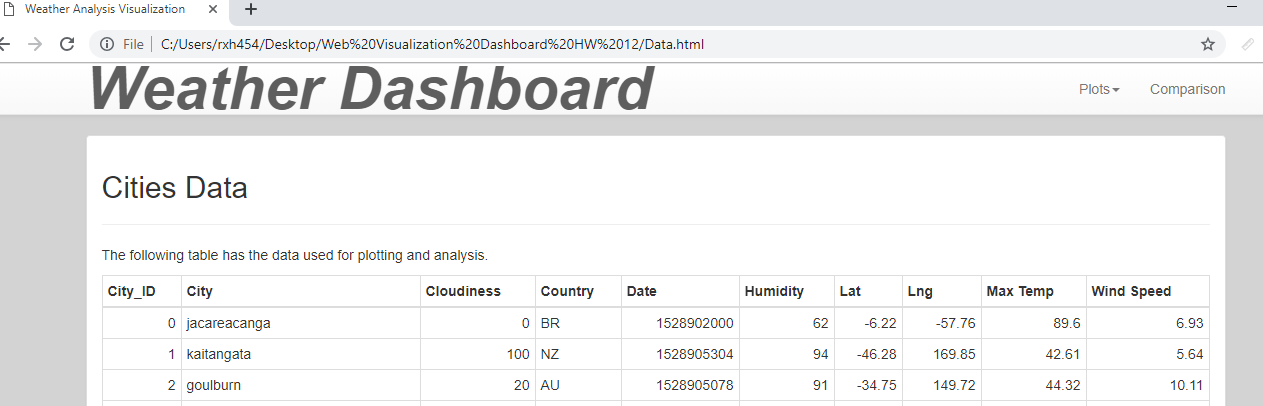 Weather Analysis Visualization
File C:/Users/rxh454/Desktop/Web%20Visualization%20Dashboard%20HW%2012/Data.html
Weather Dashboard Plots Comparison
Cities Data
The following table has the data used for plotting and analysis.
City_ID City Cloudiness Country Date Humidity Lat Lng Max Temp Wind Speed
0 jacareacanga 0 BR 1528902000 62 -6.22 -57.76 89.6 6.93
1 kaitangata 100 NZ 1528905304 94 -46.28 169.85 42.61 5.64
2 goulburn 20 AU 1528905078 91 -34.75 149.72 44.32 10.11